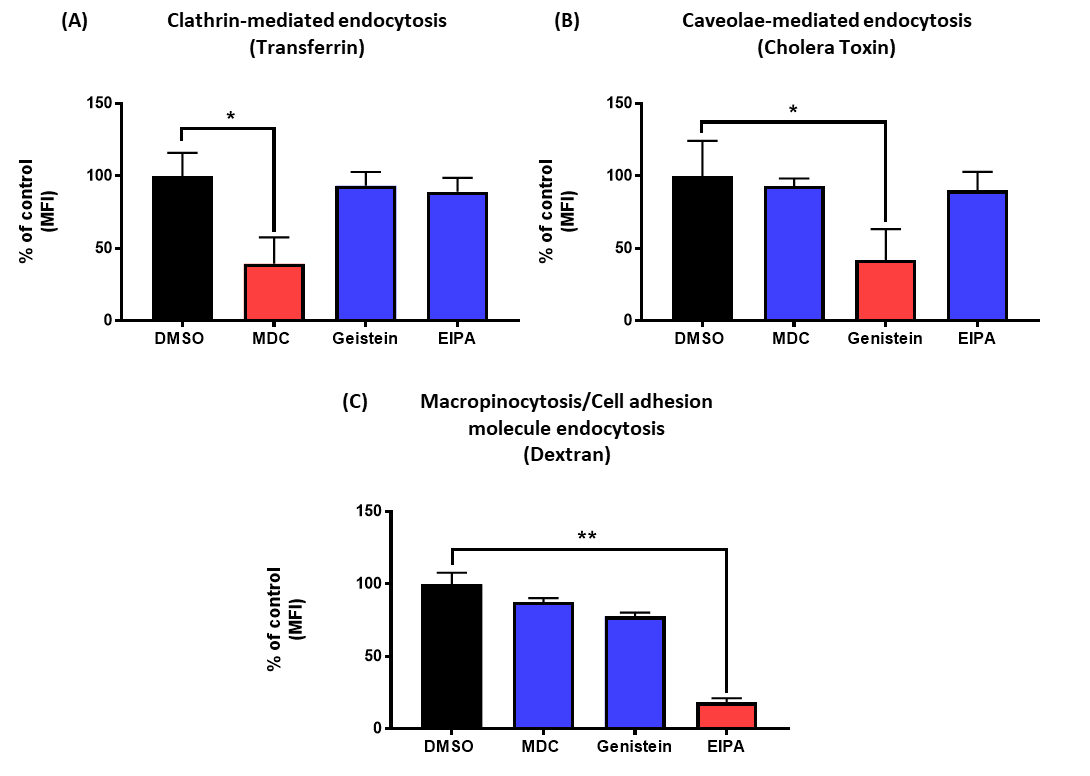 (A)
Clathrin-mediated endocytosis
(Transferrin)
% of control
(MFI)
150
100
50
0
*
DMSO MDC Geistein EIPA
(B)
Caveolae-mediated endocytosis
(Cholera Toxin)
% of control
(MFI)
150
100
50
0
*
DMSO MDC Genistein EIPA
(C)
Macropinocytosis/Cell adhesion
molecule endocytosis
(Dextran)
% of control
(MFI)
150
100
50
0
**
DMSO MDC Genistein EIPA